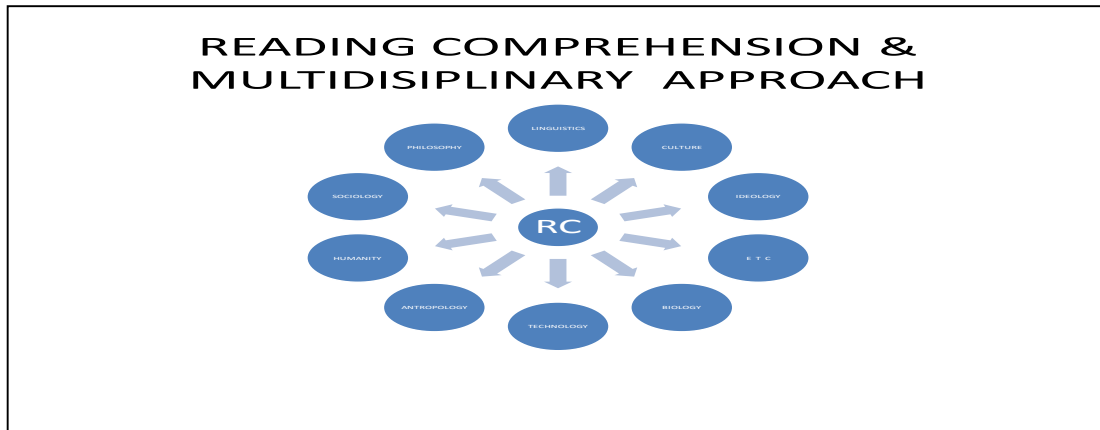 READING COMPREHENSION &
MULTIDISIPLINARY APPROACH
LINGUISTICS
CULTURE
IDEOLOGY
E T C
BIOLOGY
TECHNOLOGY
ANTROPOLOGY
HUMANITY
SOCIOLOGY
PHILOSOPHY
RC